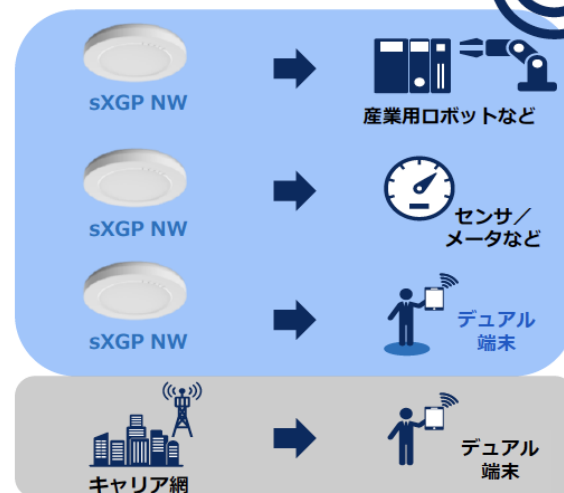 sXGP NW
産業用ロボットなど
sXGP NW
センサ／
メータなど
sXGP NW
デュアル
端末
キャリア網
デュアル
端末